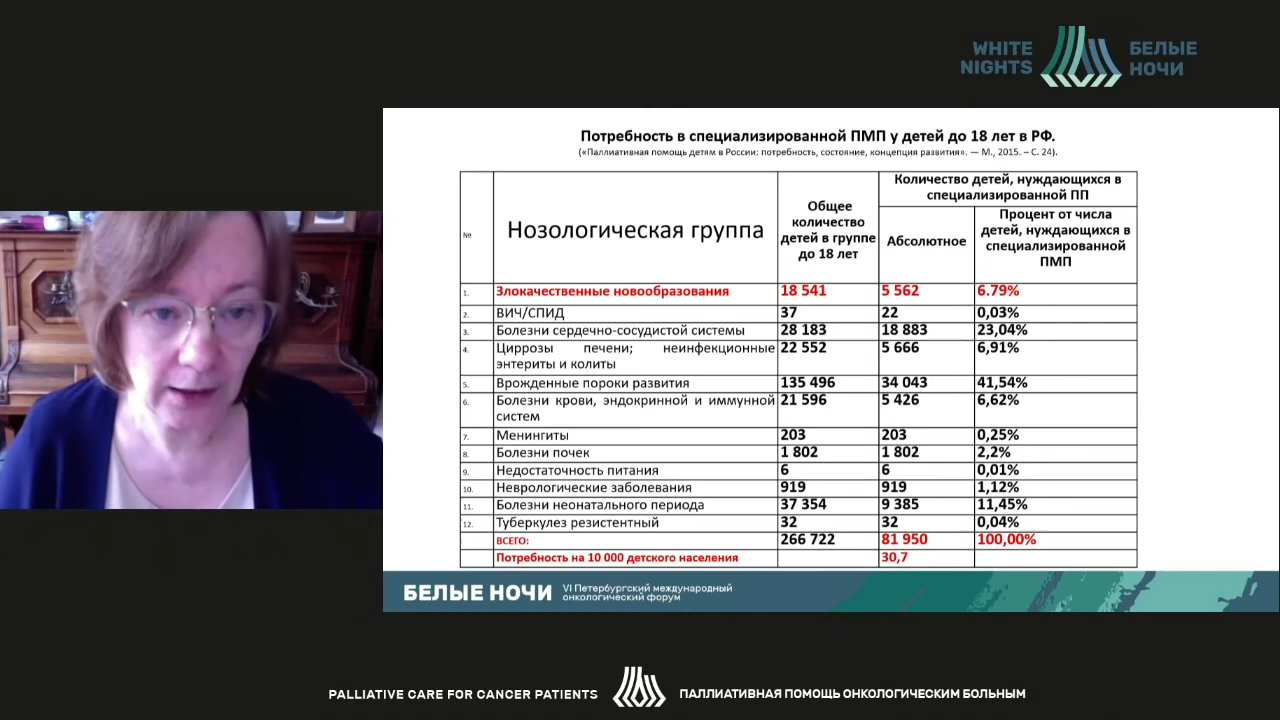 WHITE
NIGHTS
БЕЛЫЕ
НОЧИ
Потребность в специализированной ПМП у детей до 18 лет в РФ.
(«Паллиативная помощь детям в России: потребность, состояние, концепция развития». — М., 2015. – С. 24).
№
Нозологическая группа
Общее
количество
детей в группе
до 18 лет
Количество детей, нуждающихся в
специализированной ПП
Абсолютное
Процент от числа
детей, нуждающихся в
специализированной
ПМП
1. Злокачественные новообразования 18 541 5 562 6.79%
2. ВИЧ/СПИД 37 22 0,03%
3. Болезни сердечно-сосудистой системы 28 183 18 883 23,04%
4. Циррозы печени; неинфекционные 22 552 5 666 6,91%
энтериты и колиты
5. Врожденные пороки развития 135 496 34 043 41,54%
6. Болезни крови, эндокринной и иммунной 21 596 5 426 6,62%
систем
7. Менингиты 203 203 0,25%
8. Болезни почек 1 802 1 802 2,2%
9. Недостаточность питания 6 6 0,01%
10. Неврологические заболевания 919 919 1,12%
11. Болезни неонатального периода 37 354 9 385 11,45%
12. Туберкулез резистентный 32 32 0,04%
ВСЕГО: 266 722 81 950 100,00%
Потребность на 10 000 детского населения 30,7
БЕЛЫЕ НОЧИ
VI Петербургский международный
онкологический форум
PALLIATIVE CARE FOR CANCER PATIENTS
ПАЛЛИАТИВНАЯ ПОМОЩЬ ОНКОЛОГИЧЕСКИМ БОЛЬНЫМ